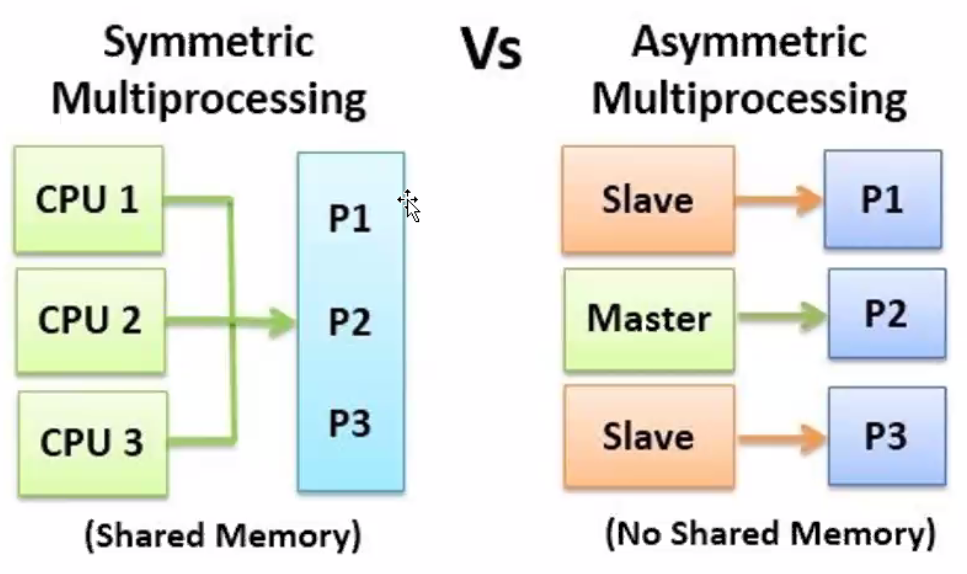 Symmetric
Multiprocessing
Vs
Asymmetric
Multiprocessing
CPU 1
CPU 2
CPU 3
P1
P2
P3
(Shared Memory)
Slave
P1
Master
P2
Slave
P3
(No Shared Memory)